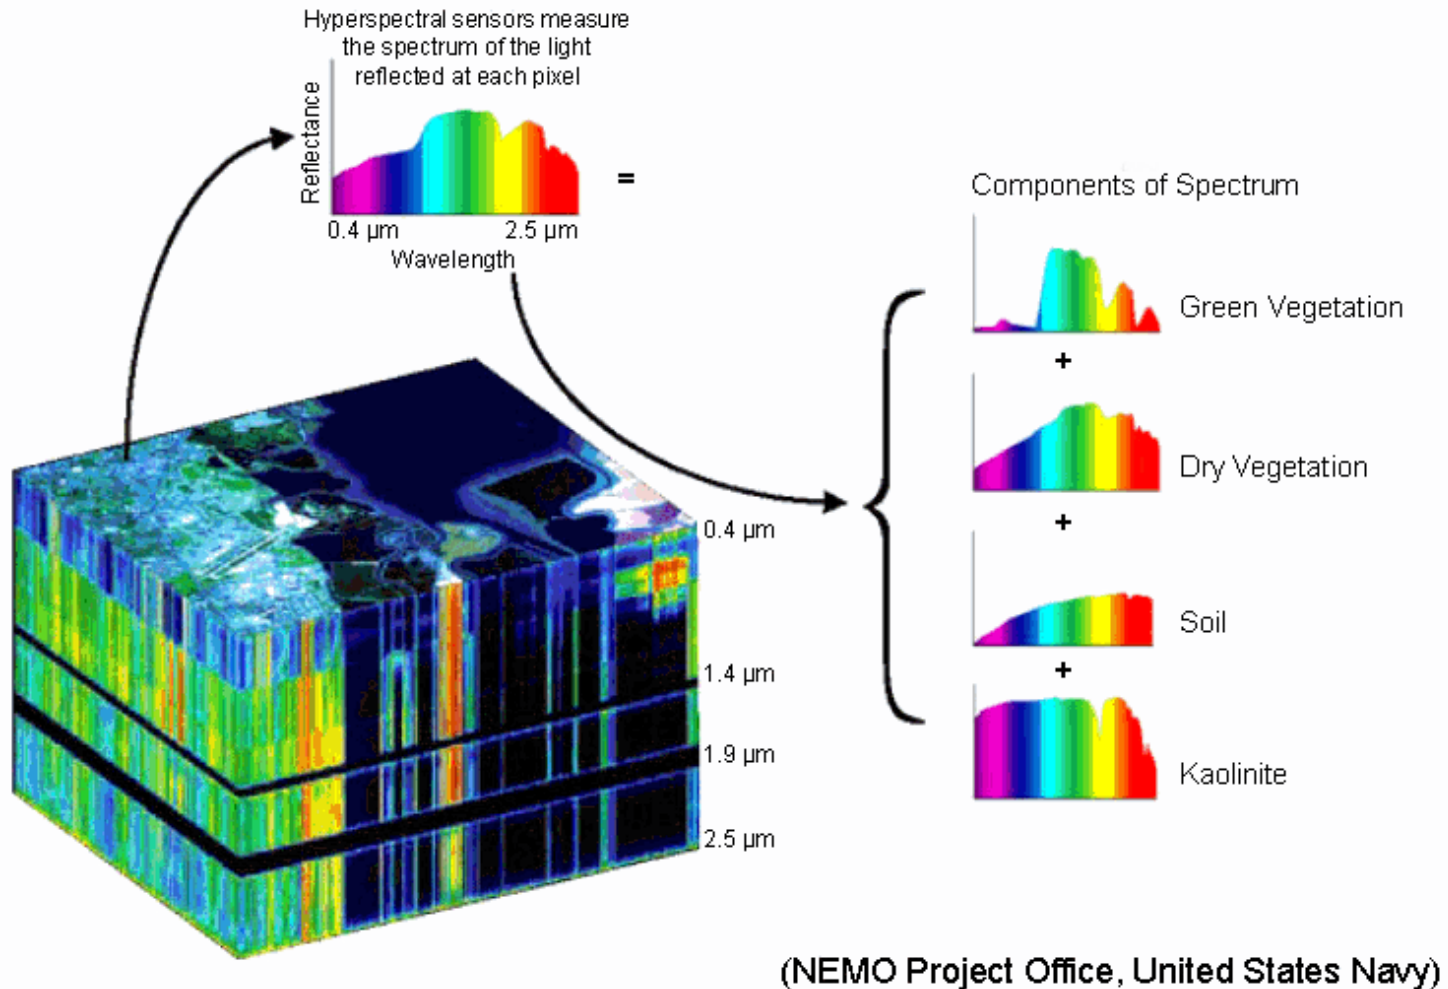 Hyperspectral sensors measure
the spectrum of the light
reflected at each pixel
Reflectance
0.4 µm 2.5 µm
Wavelength
=
Components of Spectrum
Green Vegetation
+
Dry Vegetation
+
Soil
+
Kaolinite
0.4 µm
1.4 µm
1.9 µm
2.5 µm
(NEMO Project Office, United States Navy)